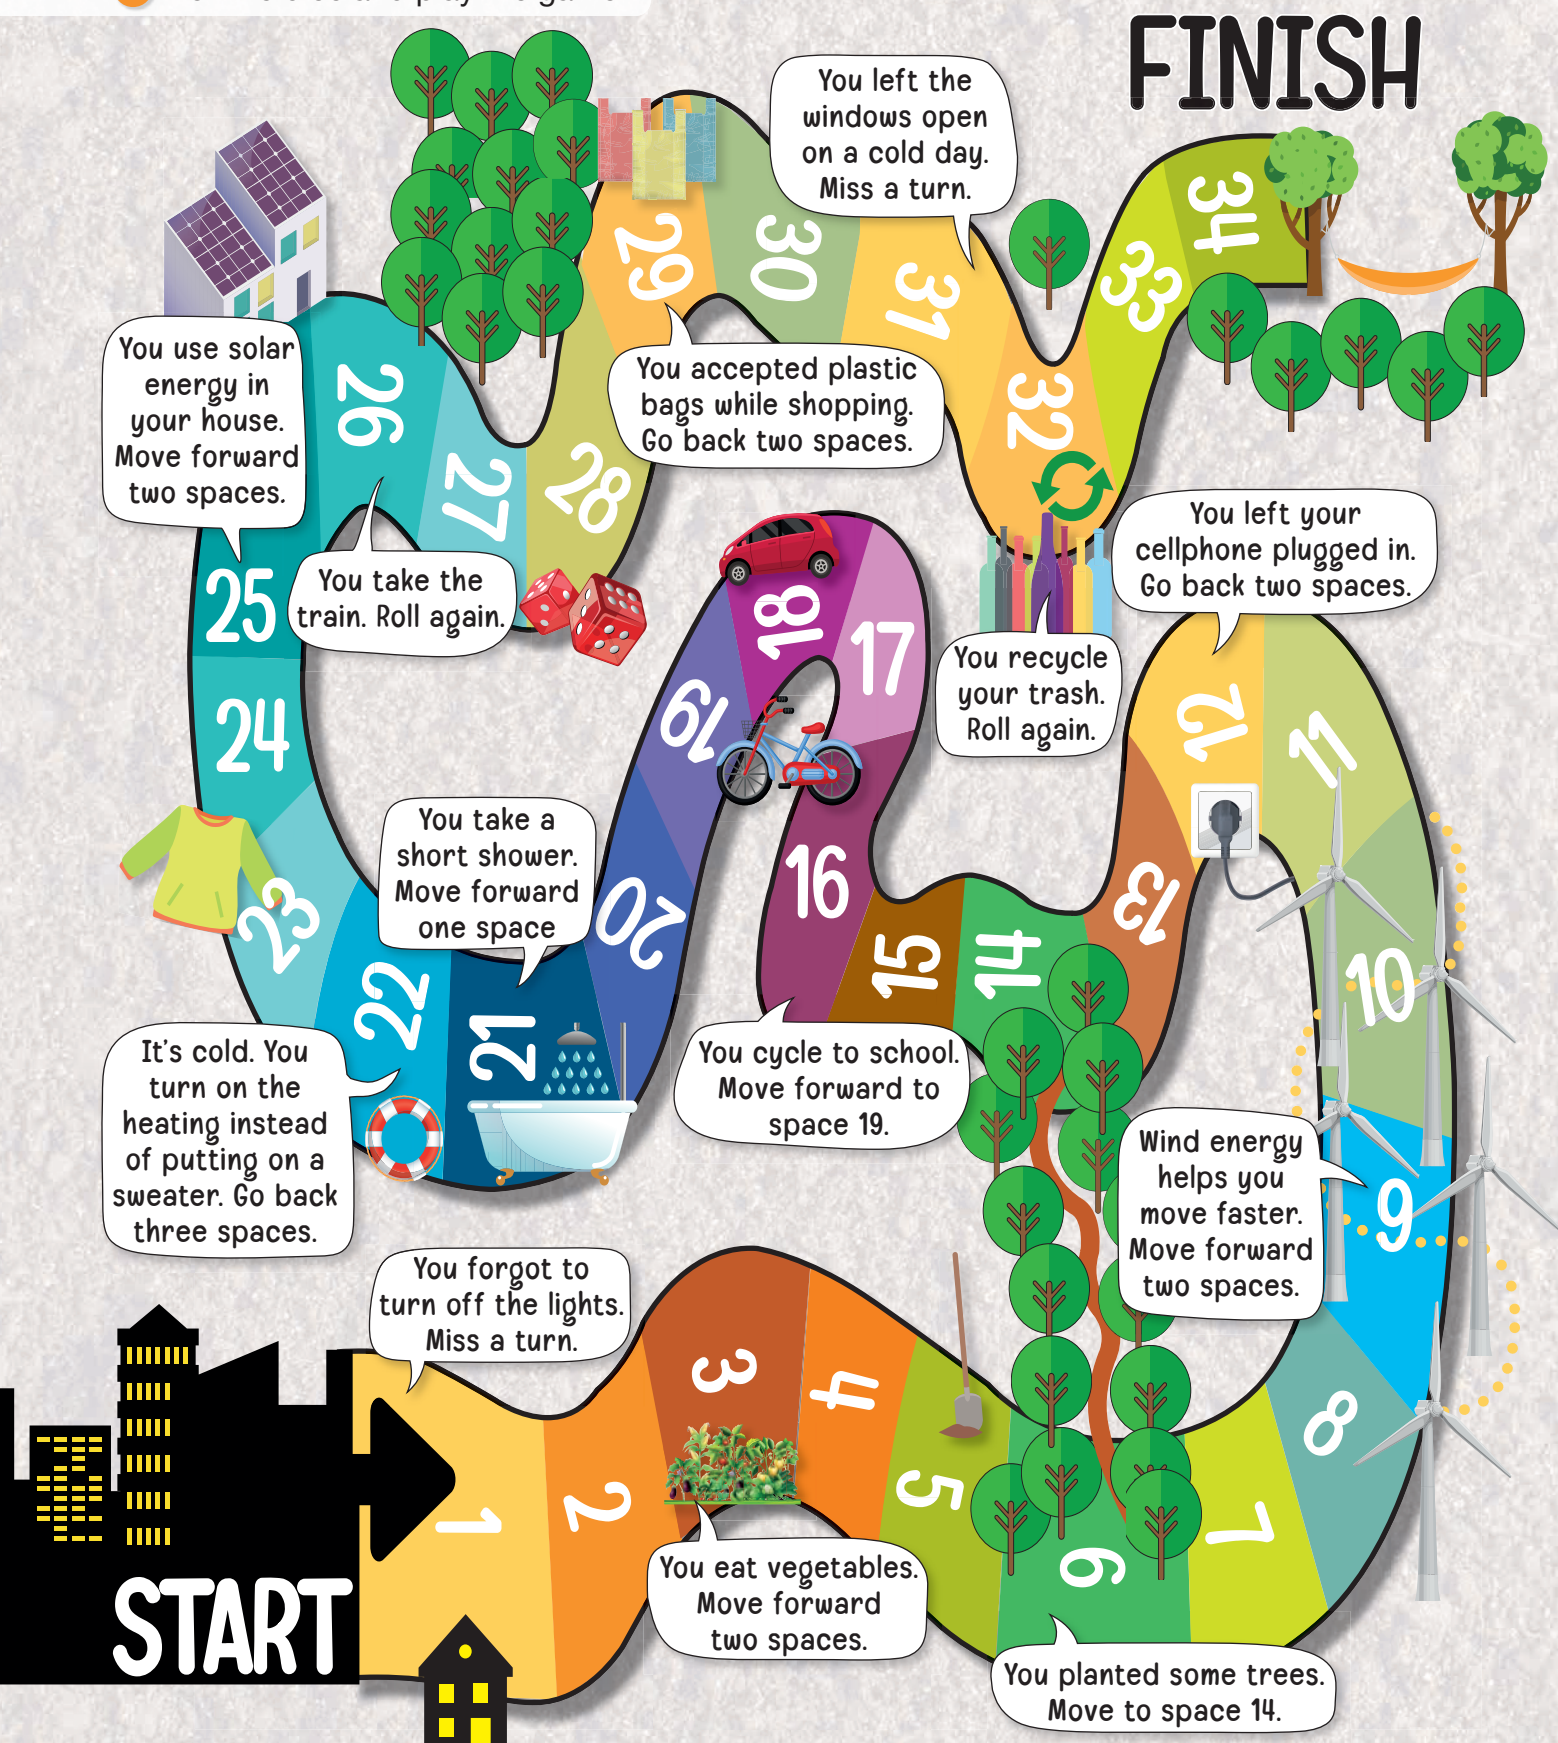 FINISH
You left the
windows open
on a cold day.
Miss a turn.
34
33
29
30
31
32
You use solar
energy in
your house.
Move forward
two spaces.
26
27
28
You accepted plastic
bags while shopping.
Go back two spaces.
You left your
cellphone plugged in.
Go back two spaces.
25
You take the
train. Roll again.
18
17
You recycle
your trash.
Roll again.
12
11
24
19
You take a
short shower.
Move forward
one space
23
20
16
13
22
21
15
14
10
It's cold. You
turn on the
heating instead
of putting on a
sweater. Go back
three spaces.
You cycle to school.
Move forward to
space 19.
Wind energy
helps you
move faster.
Move forward
two spaces.
9
You forgot to
turn off the lights.
Miss a turn.
3
4
8
5
1
2
7
6
START
You eat vegetables.
Move forward
two spaces.
You planted some trees.
Move to space 14.